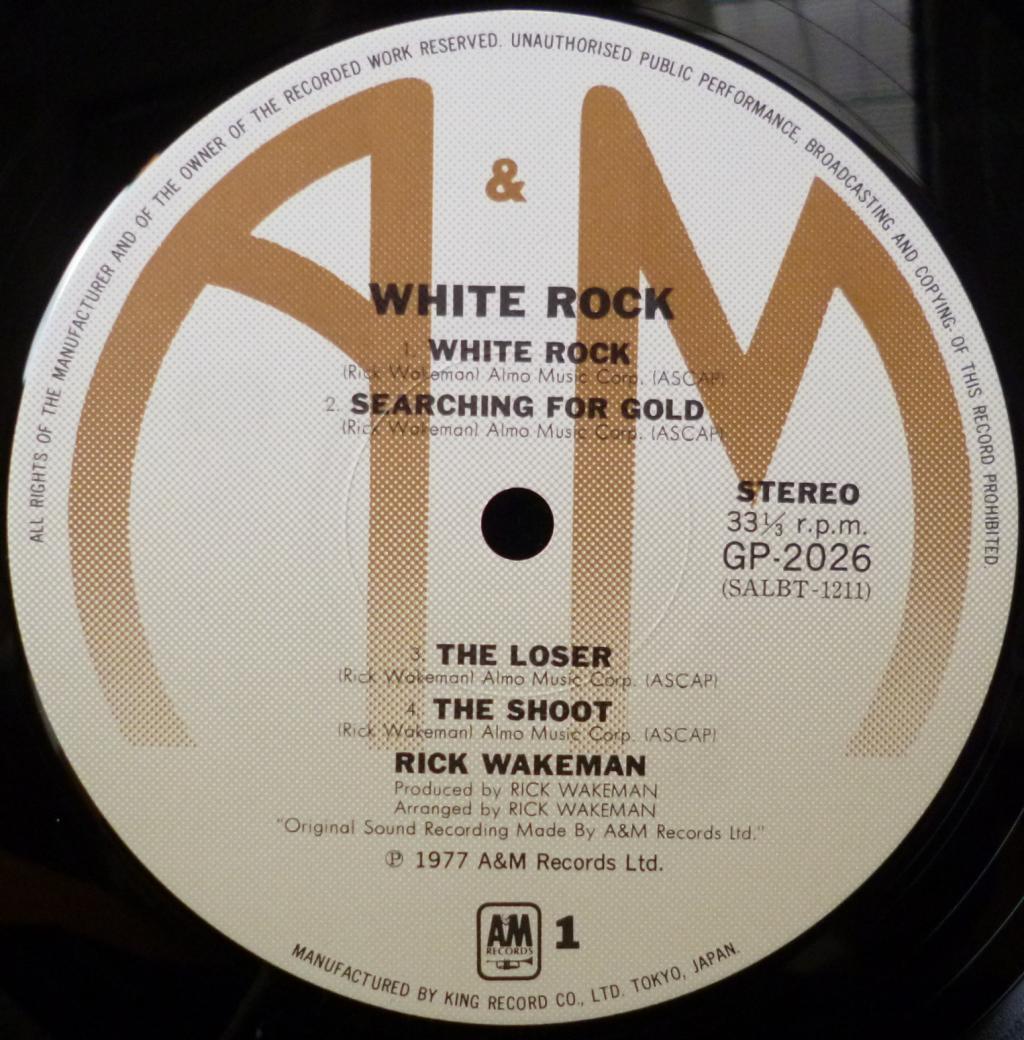 ALL RIGHTS OF THE MANUFACTURER AND OF THE OWNER OF THE RECORDED WORK RESERVED. UNAUTHORISED PUBLIC PERFORMANCE, BROADCASTING AND COPYING OF THIS RECORD PROHIBITED.
A & M
WHITE ROCK
1. WHITE ROCK
(Rick Wakeman) Almo Music Corp. (ASCAP)
2. SEARCHING FOR GOLD
(Rick Wakeman) Almo Music Corp. (ASCAP)
STEREO
33⅓ r.p.m.
GP-2026
(SALBT-1211)
3. THE LOSER
(Rick Wakeman) Almo Music Corp. (ASCAP)
4. THE SHOOT
(Rick Wakeman) Almo Music Corp. (ASCAP)
RICK WAKEMAN
Produced by RICK WAKEMAN
Arranged by RICK WAKEMAN
"Original Sound Recording Made By A&M Records Ltd."
℗ 1977 A&M Records Ltd.
A&M RECORDS 1
MANUFACTURED BY KING RECORD CO., LTD. TOKYO, JAPAN.